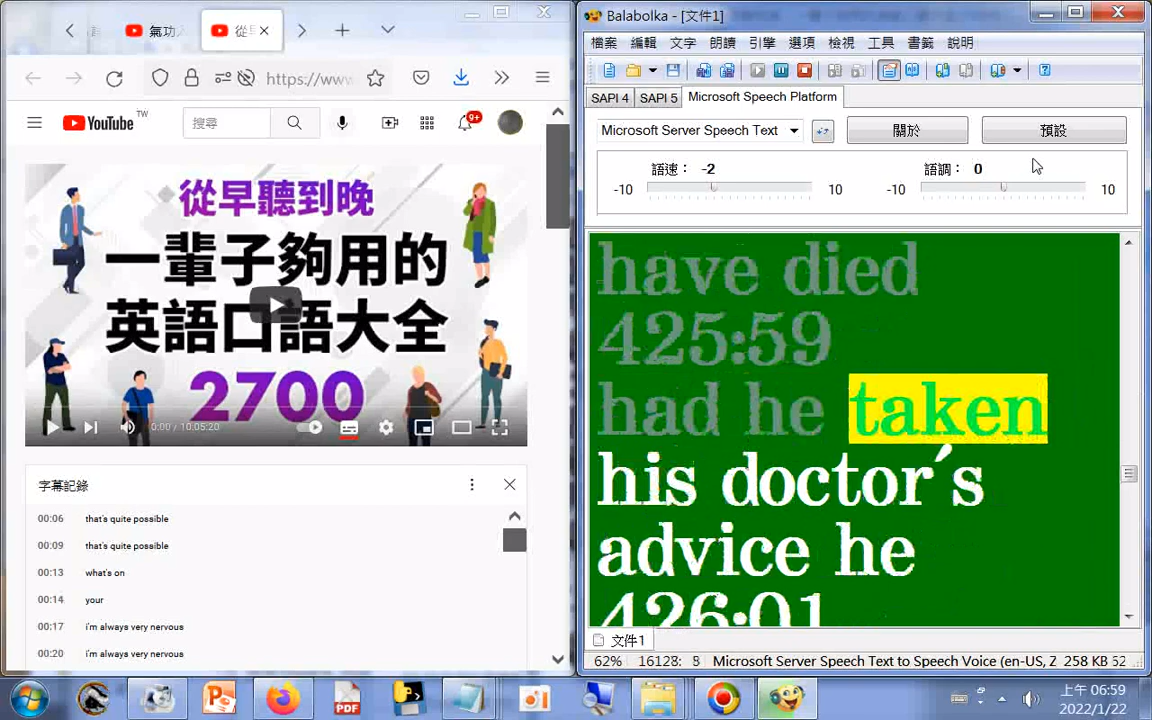 氣功
從
https://www
YouTube TW
搜尋
9+
從早聽到晚
一輩子夠用的
英語口語大全
2700
0:00 / 10:05:20
字幕記錄
00:06 that's quite possible
00:09 that's quite possible
00:13 what's on
00:14 your
00:17 i'm always very nervous
00:20 i'm always very nervous
Balabolka - [文件1]
檔案 編輯 文字 朗讀 引擎 選項 檢視 工具 書籤 說明
SAPI 4 SAPI 5 Microsoft Speech Platform
Microsoft Server Speech Text 關於 預設
語速： -2 語調： 0
-10 10 -10 10
have died
425:59
had he taken
his doctor's
advice he
426:01
文件1
62% 16128: 8 Microsoft Server Speech Text to Speech Voice (en-US, Z 258 KB 52
PDF
上午 06:59
2022/1/22